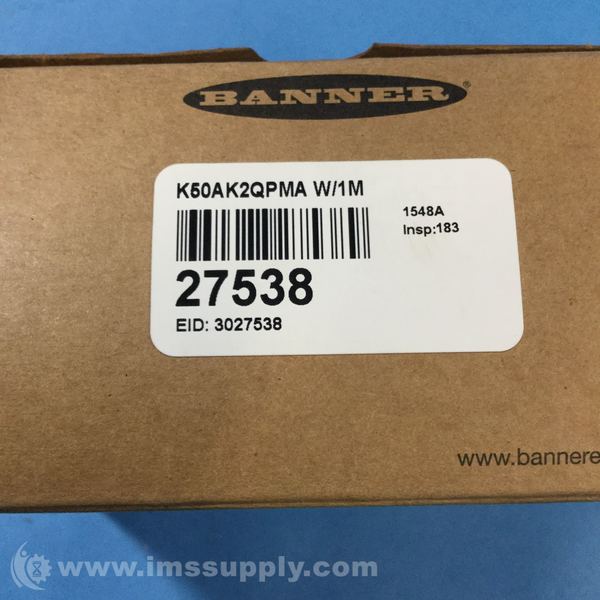 BANNER
K50AK2QPMA W/1M
1548A
Insp:183
27538
EID: 3027538
www.bannere
www.imssupply.com